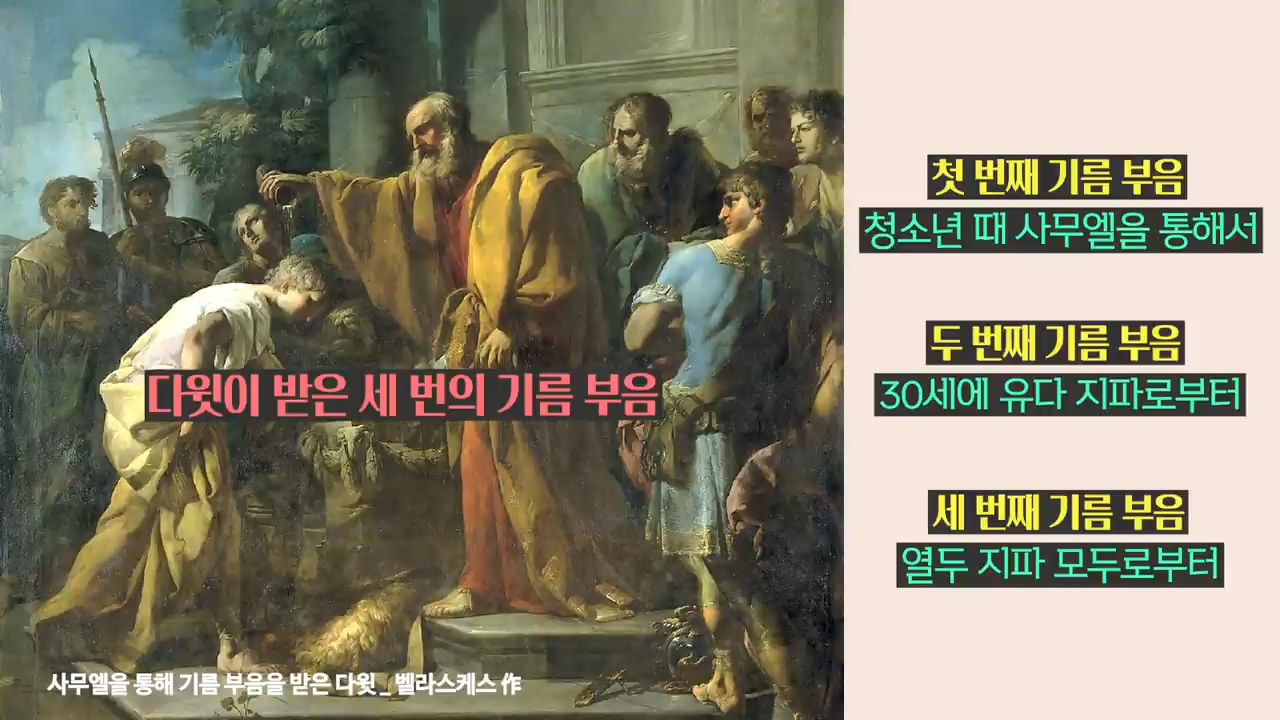 다윗이 받은 세 번의 기름 부음
사무엘을 통해 기름 부음을 받은 다윗 _ 벨라스케스 作
첫 번째 기름 부음
청소년 때 사무엘을 통해서
두 번째 기름 부음
30세에 유다 지파로부터
세 번째 기름 부음
열두 지파 모두로부터